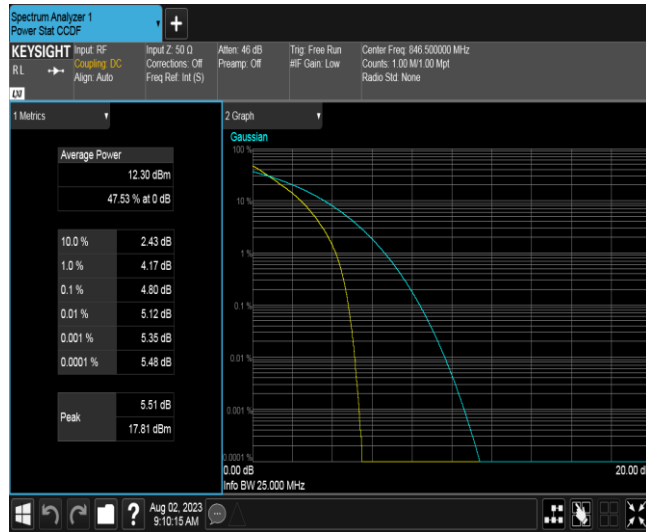 Spectrum Analyzer 1
Power Stat CCDF
+
KEYSIGHT
RL
LXI
Input: RF
Coupling: DC
Align: Auto
Input Z: 50 Ω
Corrections: Off
Freq Ref: Int (S)
Atten: 46 dB
Preamp: Off
Trig: Free Run
#IF Gain: Low
Center Freq: 846.500000 MHz
Counts: 1.00 M/1.00 Mpt
Radio Std: None
1 Metrics
Average Power
12.30 dBm
47.53 % at 0 dB
10.0 % 2.43 dB
1.0 % 4.17 dB
0.1 % 4.80 dB
0.01 % 5.12 dB
0.001 % 5.35 dB
0.0001 % 5.48 dB
Peak
5.51 dB
17.81 dBm
2 Graph
Gaussian
100 %
10 %
1 %
0.1 %
0.01 %
0.001 %
0.0001 %
0.00 dB
20.00 d
Info BW 25.000 MHz
?
Aug 02, 2023
9:10:15 AM